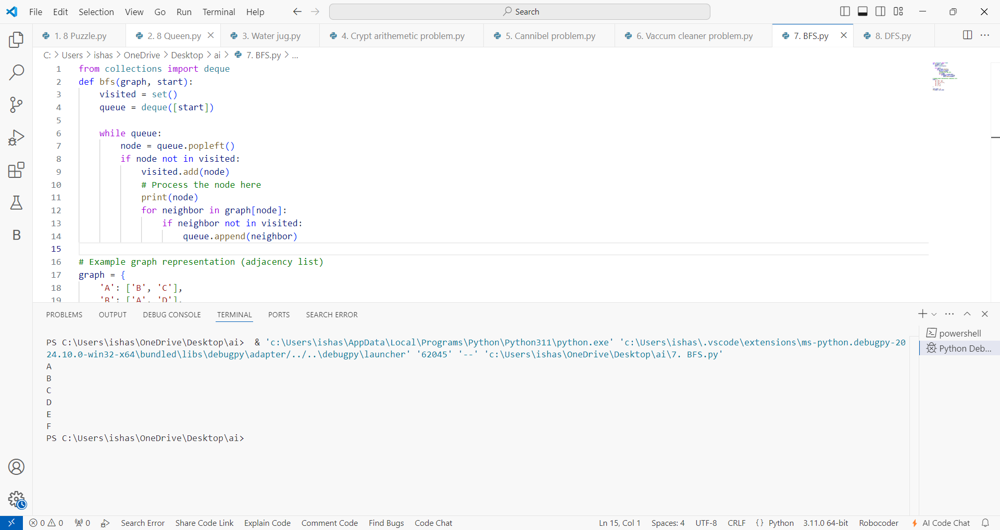 File Edit Selection View Go Run Terminal Help Search
1. 8 Puzzle.py 2. 8 Queen.py 3. Water jug.py 4. Crypt arithemetic problem.py 5. Cannibel problem.py 6. Vaccum cleaner problem.py 7. BFS.py 8. DFS.py
C: > Users > ishas > OneDrive > Desktop > ai > 7. BFS.py > ...
1 from collections import deque
2 def bfs(graph, start):
3 visited = set()
4 queue = deque([start])
5
6 while queue:
7 node = queue.popleft()
8 if node not in visited:
9 visited.add(node)
10 # Process the node here
11 print(node)
12 for neighbor in graph[node]:
13 if neighbor not in visited:
14 queue.append(neighbor)
15
16 # Example graph representation (adjacency list)
17 graph = {
18 'A': ['B', 'C'],
19 'B': ['A', 'D'],
PROBLEMS OUTPUT DEBUG CONSOLE TERMINAL PORTS SEARCH ERROR
PS C:\Users\ishas\OneDrive\Desktop\ai>  & 'c:\Users\ishas\AppData\Local\Programs\Python\Python311\python.exe' 'c:\Users\ishas\.vscode\extensions\ms-python.debugpy-20
24.10.0-win32-x64\bundled\libs\debugpy\adapter/../..\debugpy\launcher' '62045' '--' 'c:\Users\ishas\OneDrive\Desktop\ai\7. BFS.py'
A
B
C
D
E
F
PS C:\Users\ishas\OneDrive\Desktop\ai>
powershell
Python Deb...
B
0 0 0 Search Error Share Code Link Explain Code Comment Code Find Bugs Code Chat Ln 15, Col 1 Spaces: 4 UTF-8 CRLF {} Python 3.11.0 64-bit Robocoder AI Code Chat